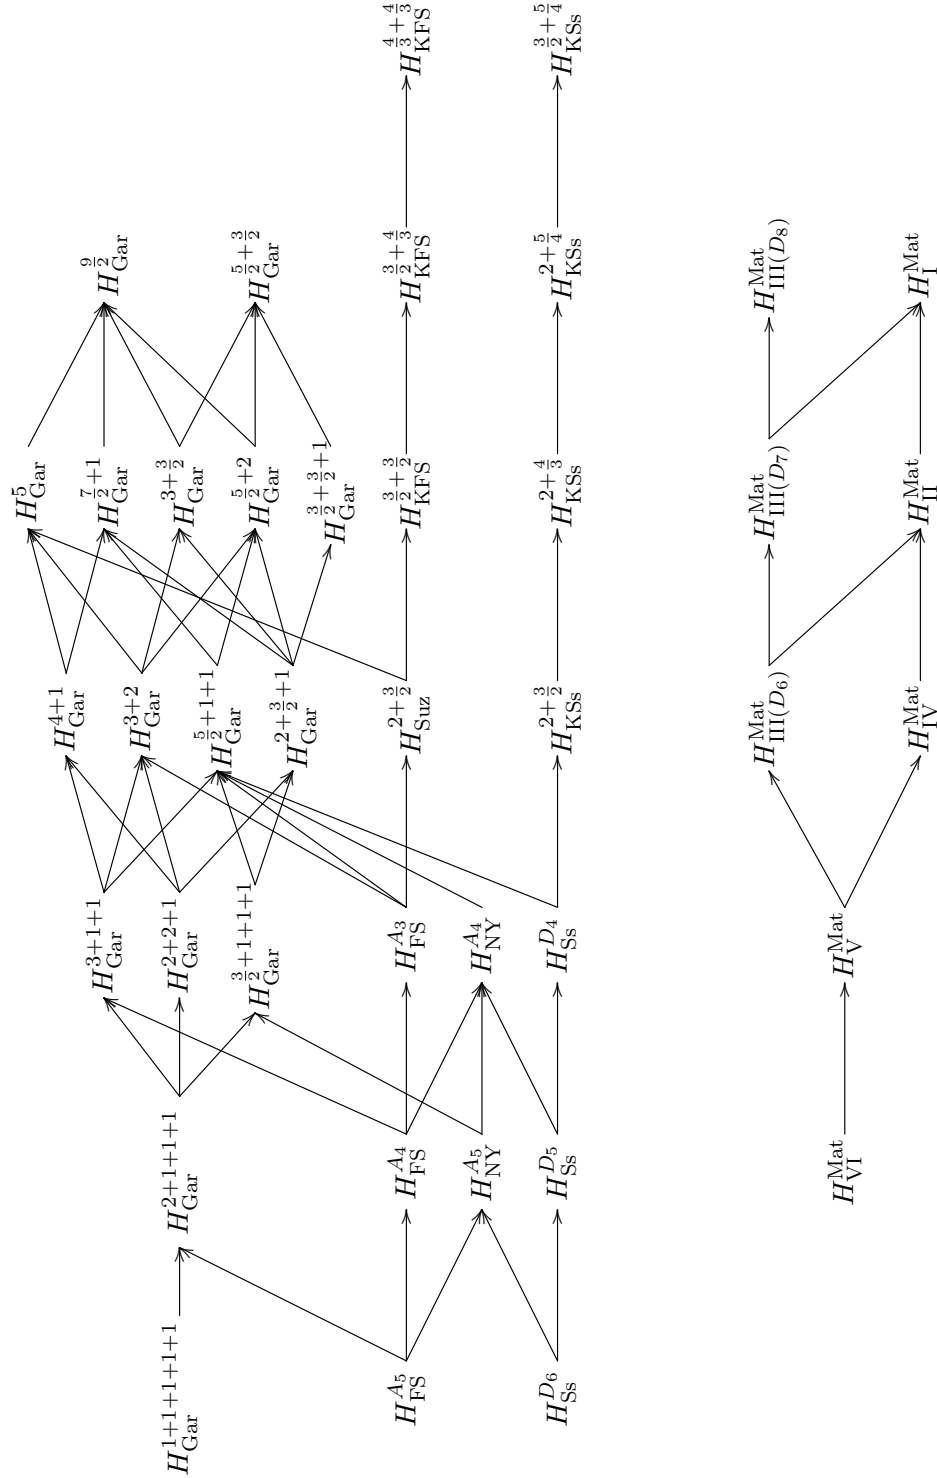 H_{Gar}^{1+1+1+1+1}
H_{Gar}^{2+1+1+1}
H_{Gar}^{3+1+1}
H_{Gar}^{2+2+1}
H_{Gar}^{\frac{3}{2}+1+1+1}
H_{Gar}^{4+1}
H_{Gar}^{3+2}
H_{Gar}^{\frac{5}{2}+1+1}
H_{Gar}^{2+\frac{3}{2}+1}
H_{Gar}^{5}
H_{Gar}^{\frac{7}{2}+1}
H_{Gar}^{3+\frac{3}{2}}
H_{Gar}^{\frac{5}{2}+2}
H_{Gar}^{\frac{3}{2}+\frac{3}{2}+1}
H_{Gar}^{\frac{9}{2}}
H_{Gar}^{\frac{5}{2}+\frac{3}{2}}
H_{FS}^{A_5}
H_{FS}^{A_4}
H_{FS}^{A_3}
H_{Suz}^{2+\frac{3}{2}}
H_{KFS}^{\frac{3}{2}+\frac{3}{2}}
H_{KFS}^{\frac{3}{2}+\frac{4}{3}}
H_{KFS}^{\frac{4}{3}+\frac{4}{3}}
H_{NY}^{A_5}
H_{NY}^{A_4}
H_{Ss}^{D_6}
H_{Ss}^{D_5}
H_{Ss}^{D_4}
H_{KSs}^{2+\frac{3}{2}}
H_{KSs}^{2+\frac{4}{3}}
H_{KSs}^{2+\frac{5}{4}}
H_{KSs}^{\frac{3}{2}+\frac{5}{4}}
H_{VI}^{Mat}
H_{V}^{Mat}
H_{III(D_6)}^{Mat}
H_{III(D_7)}^{Mat}
H_{III(D_8)}^{Mat}
H_{IV}^{Mat}
H_{II}^{Mat}
H_{I}^{Mat}